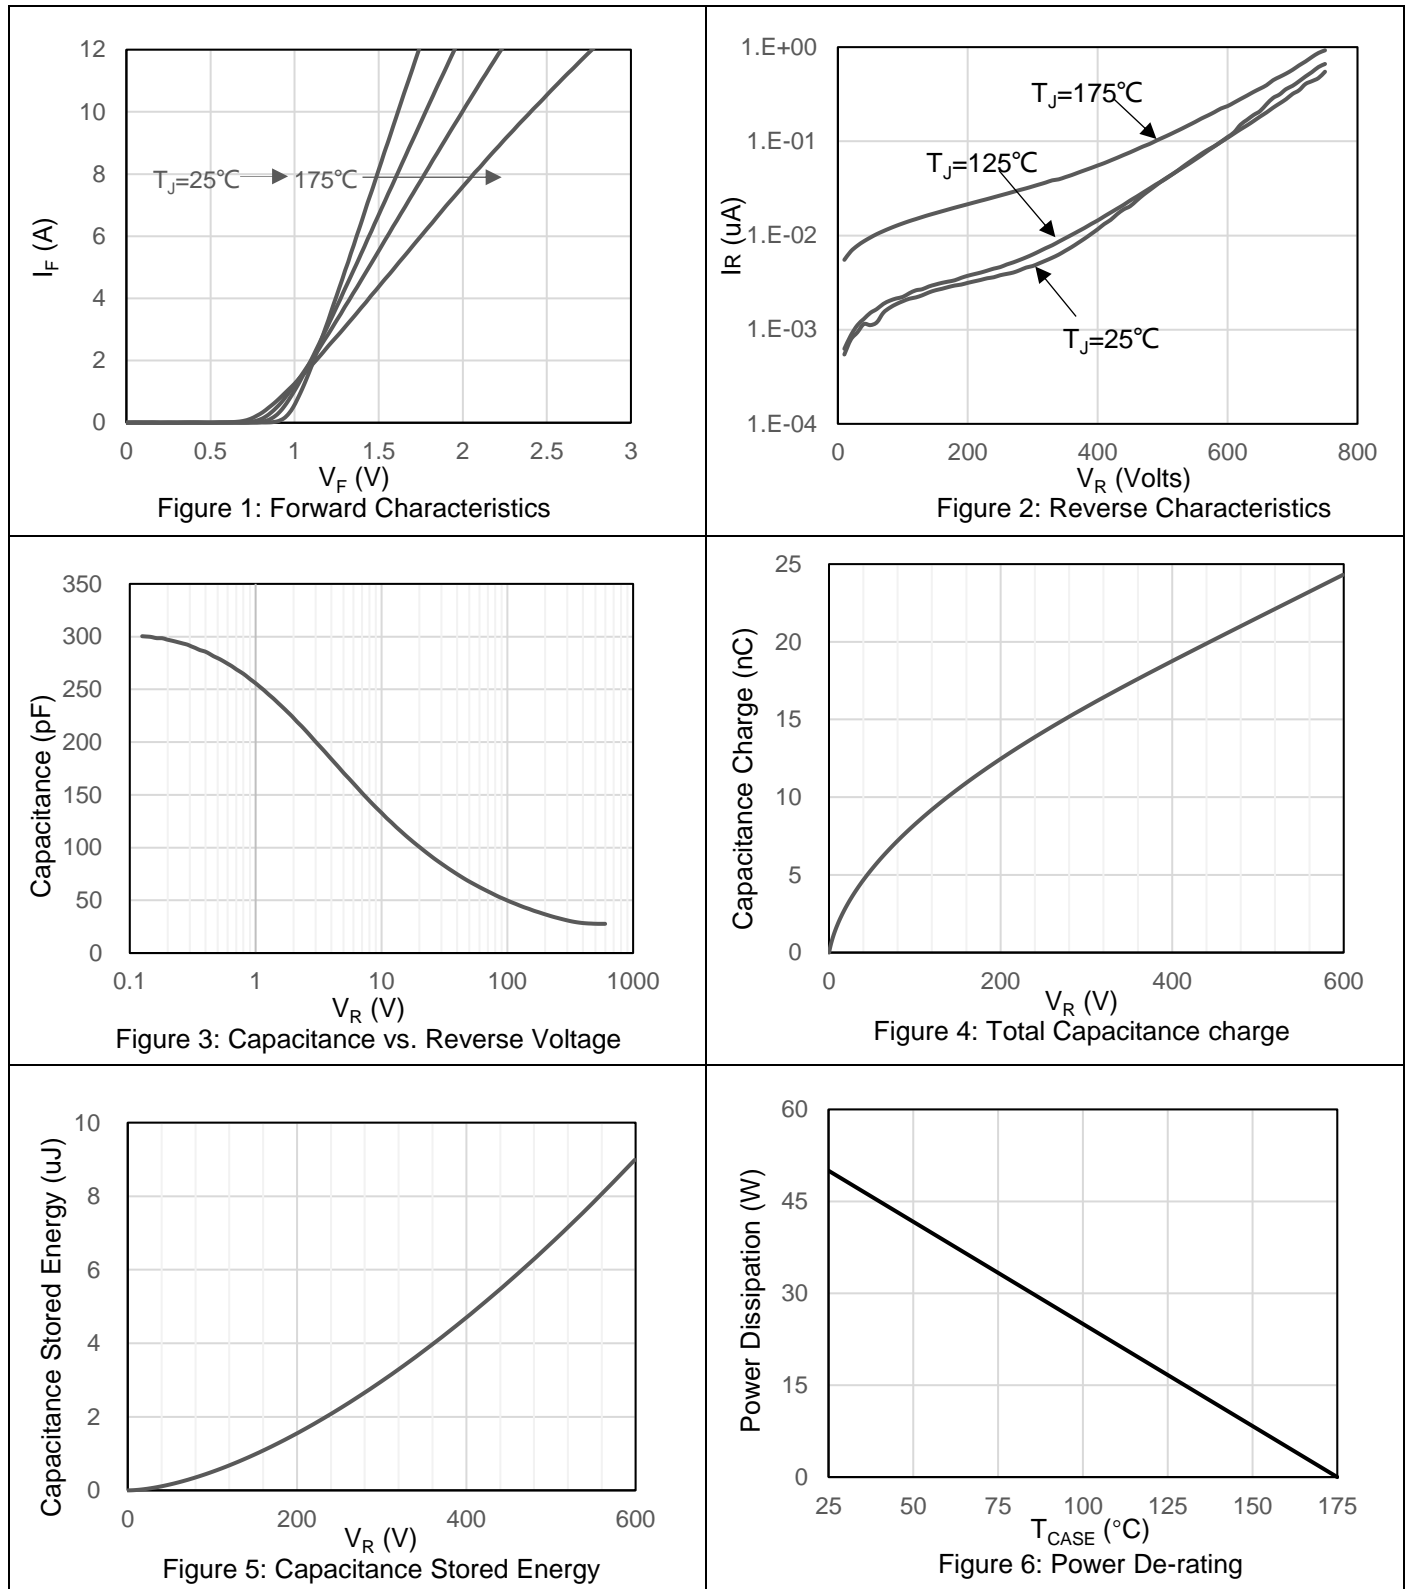 12
10
8
6
4
2
0
I_F (A)
T_J=25℃ 175℃
0 0.5 1 1.5 2 2.5 3
V_F (V)
Figure 1: Forward Characteristics
1.E+00
1.E-01
1.E-02
1.E-03
1.E-04
IR (uA)
T_J=175℃
T_J=125℃
T_J=25℃
0 200 400 600 800
V_R (Volts)
Figure 2: Reverse Characteristics
350
300
250
200
150
100
50
0
Capacitance (pF)
0.1 1 10 100 1000
V_R (V)
Figure 3: Capacitance vs. Reverse Voltage
25
20
15
10
5
0
Capacitance Charge (nC)
0 200 400 600
V_R (V)
Figure 4: Total Capacitance charge
10
8
6
4
2
0
Capacitance Stored Energy (uJ)
0 200 400 600
V_R (V)
Figure 5: Capacitance Stored Energy
60
45
30
15
0
Power Dissipation (W)
25 50 75 100 125 150 175
T_CASE (°C)
Figure 6: Power De-rating